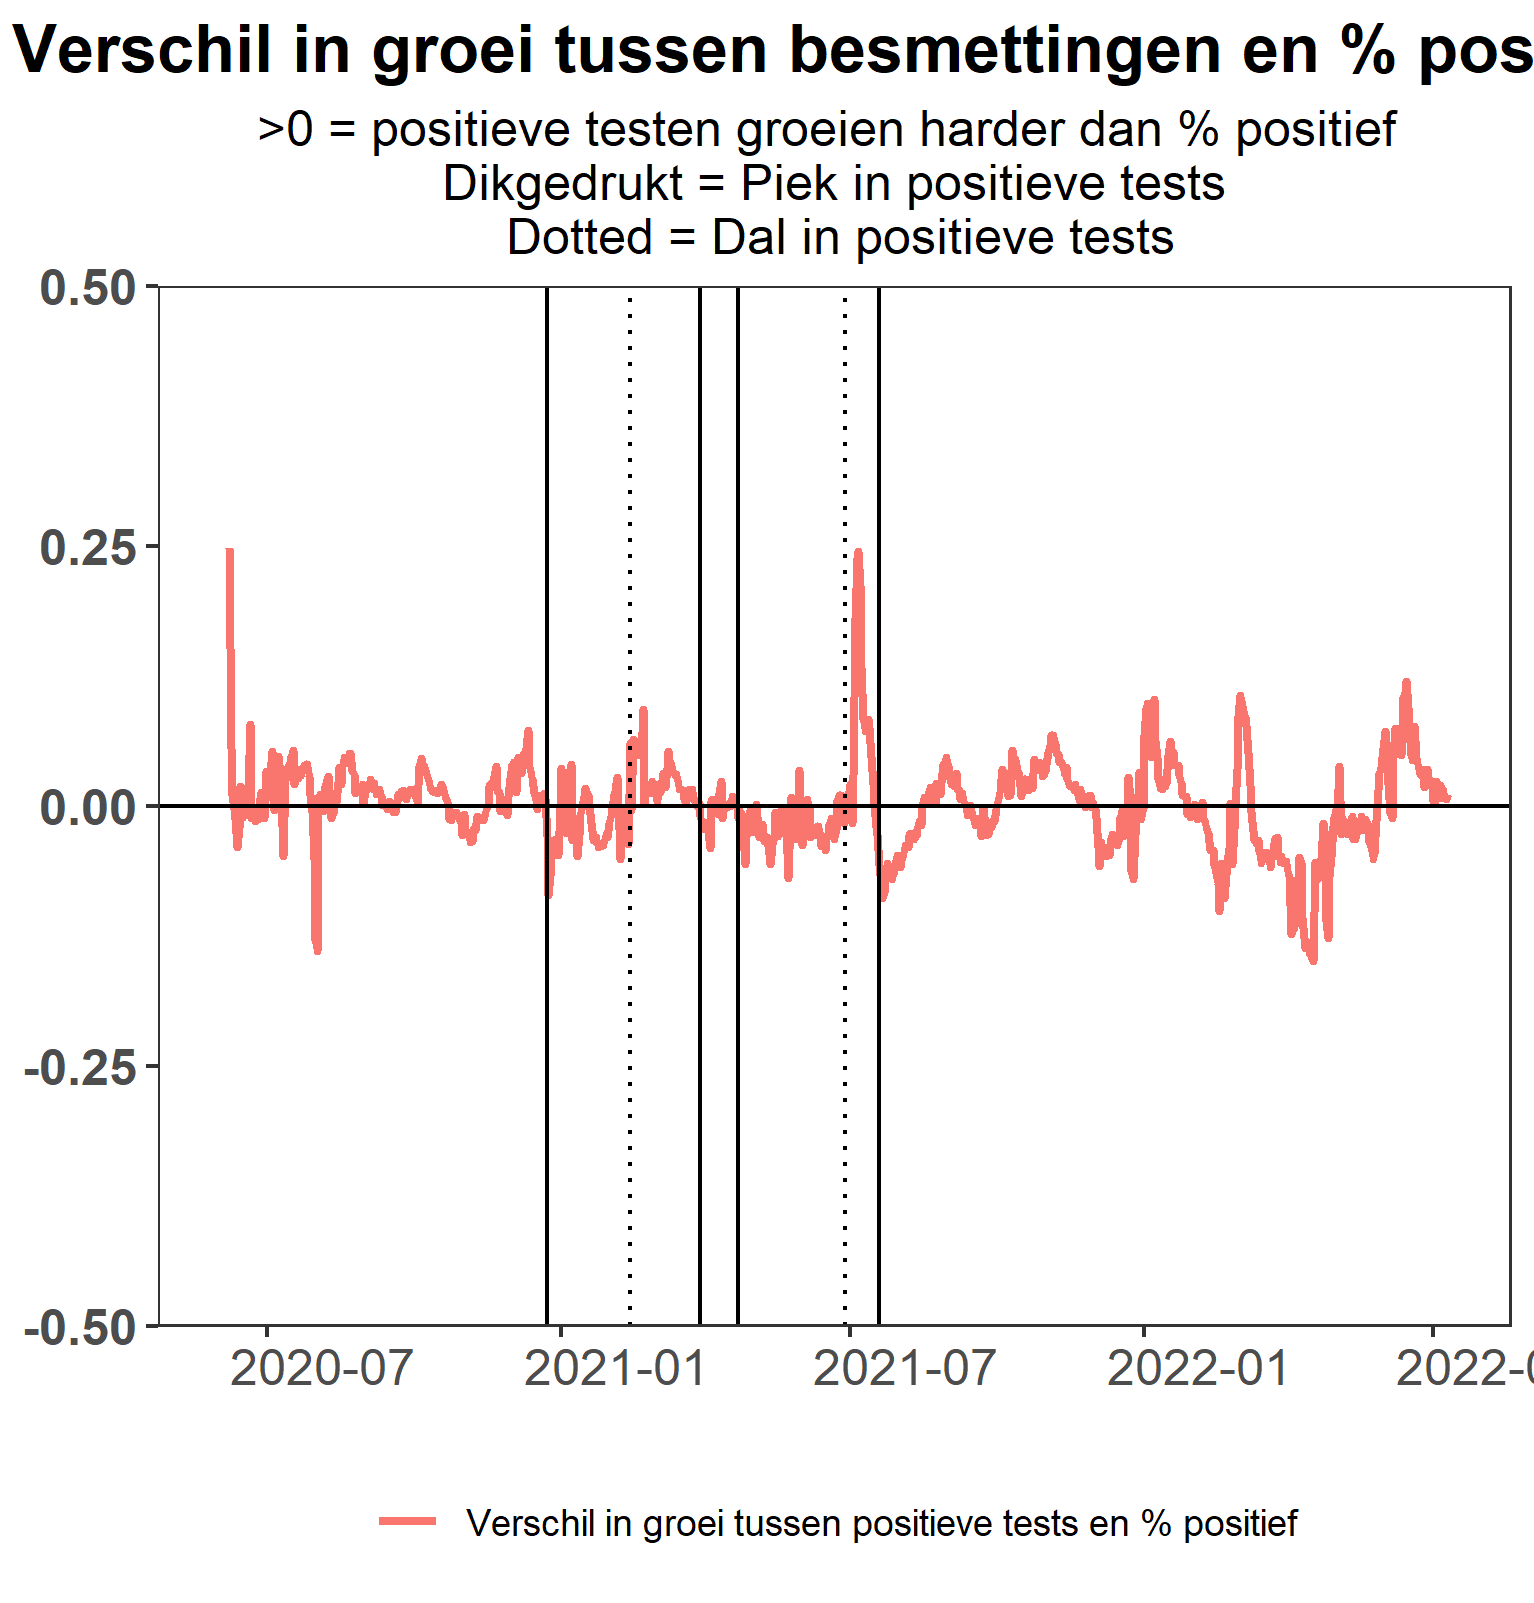 Verschil in groei tussen besmettingen en % pos
>0 = positieve testen groeien harder dan % positief
Dikgedrukt = Piek in positieve tests
Dotted = Dal in positieve tests
0.50
0.25
0.00
-0.25
-0.50
2020-07
2021-01
2021-07
2022-01
2022-0
Verschil in groei tussen positieve tests en % positief